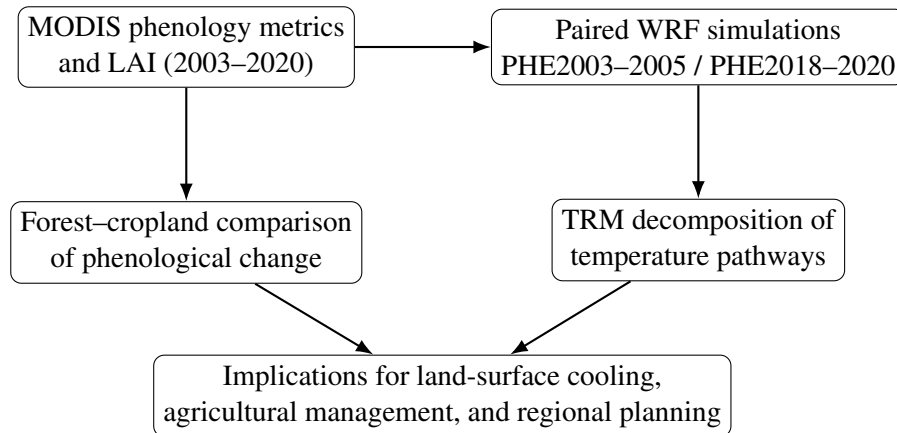 MODIS phenology metrics
and LAI (2003–2020)
Paired WRF simulations
PHE2003–2005 / PHE2018–2020
Forest–cropland comparison
of phenological change
TRM decomposition of
temperature pathways
Implications for land-surface cooling,
agricultural management, and regional planning